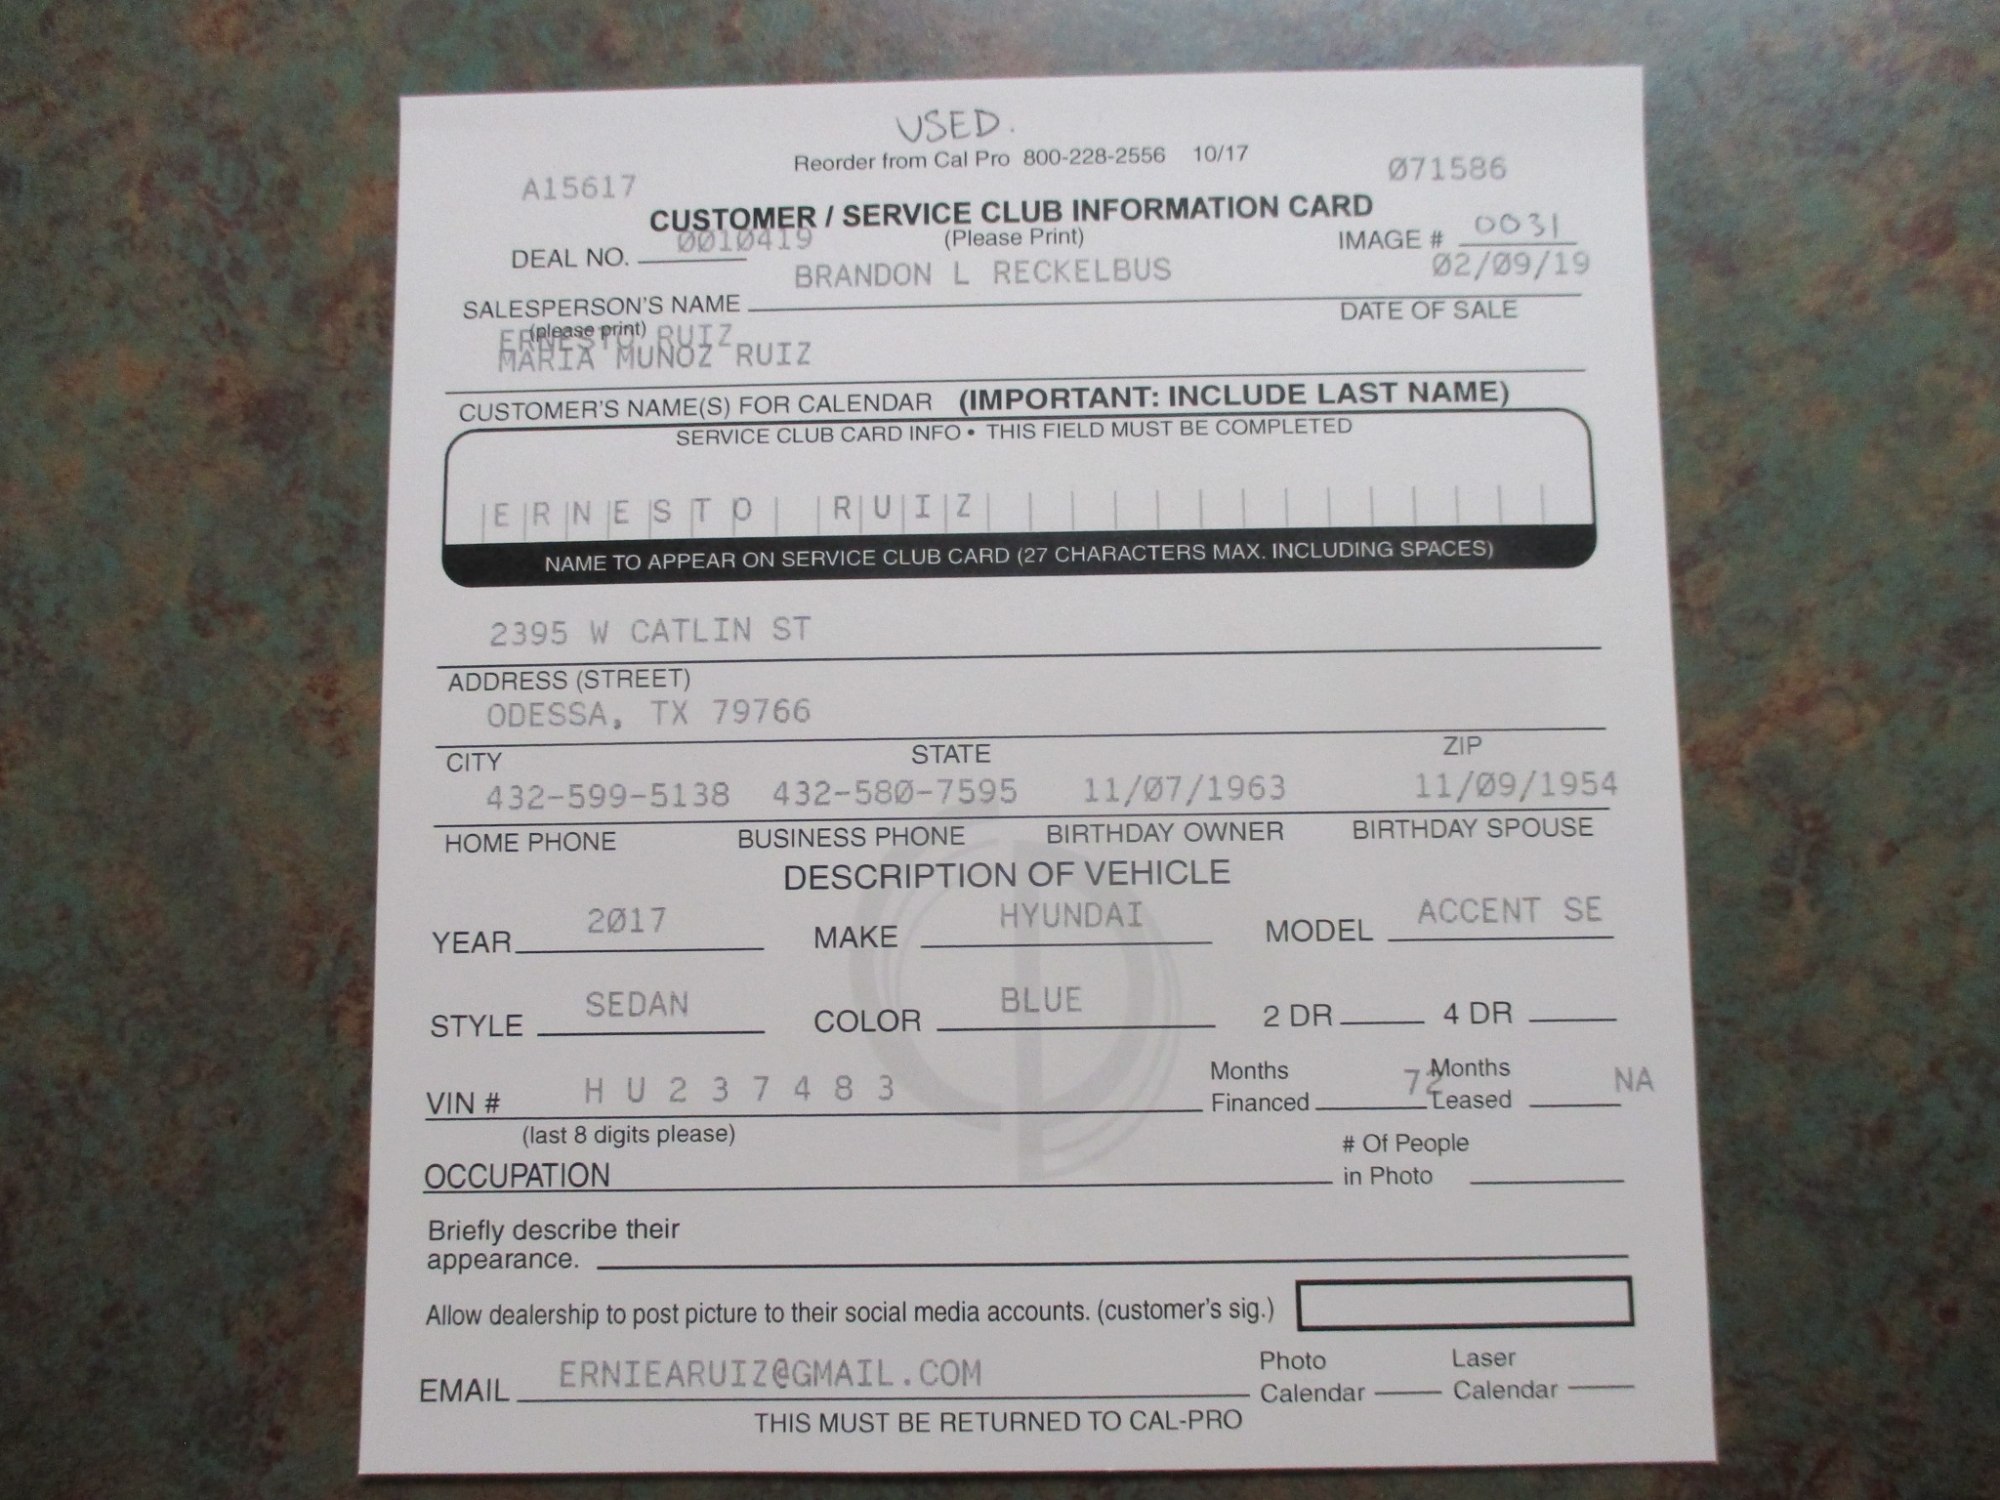 USED.
Reorder from Cal Pro 800-228-2556 10/17
A15617 Ø71586
CUSTOMER / SERVICE CLUB INFORMATION CARD
DEAL NO. ØØ1Ø419 (Please Print) IMAGE # 0031
BRANDON L RECKELBUS Ø2/Ø9/19
SALESPERSON'S NAME DATE OF SALE
(please print)
ERNESTO RUIZ
MARIA MUNOZ RUIZ
CUSTOMER'S NAME(S) FOR CALENDAR (IMPORTANT: INCLUDE LAST NAME)
SERVICE CLUB CARD INFO • THIS FIELD MUST BE COMPLETED
ERNESTO RUIZ
NAME TO APPEAR ON SERVICE CLUB CARD (27 CHARACTERS MAX. INCLUDING SPACES)
2395 W CATLIN ST
ADDRESS (STREET)
ODESSA, TX 79766
CITY STATE ZIP
432-599-5138 432-58Ø-7595 11/Ø7/1963 11/Ø9/1954
HOME PHONE BUSINESS PHONE BIRTHDAY OWNER BIRTHDAY SPOUSE
DESCRIPTION OF VEHICLE
YEAR 2Ø17 MAKE HYUNDAI MODEL ACCENT SE
STYLE SEDAN COLOR BLUE 2 DR 4 DR
VIN # H U 2 3 7 4 8 3 Months Financed 72 Months Leased NA
(last 8 digits please)
OCCUPATION # Of People in Photo
Briefly describe their
appearance.
Allow dealership to post picture to their social media accounts. (customer's sig.)
EMAIL ERNIEARUIZ@GMAIL.COM Photo Calendar Laser Calendar
THIS MUST BE RETURNED TO CAL-PRO